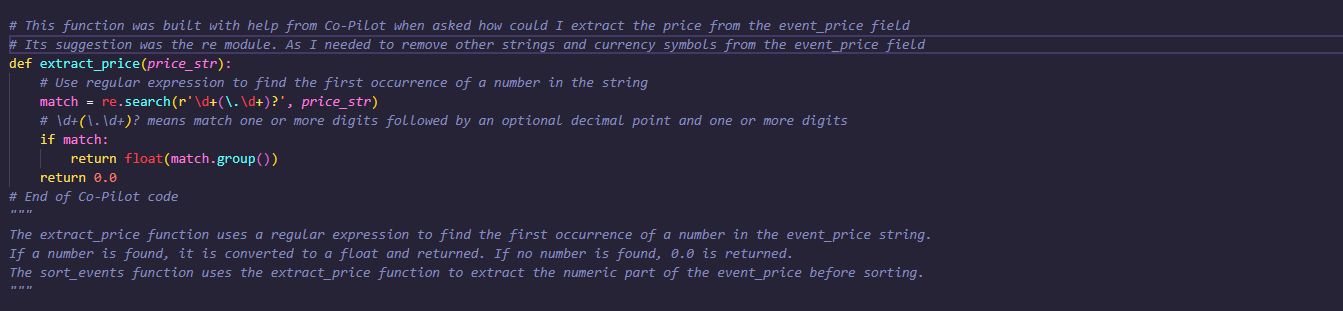 # This function was built with help from Co-Pilot when asked how could I extract the price from the event_price field
# Its suggestion was the re module. As I needed to remove other strings and currency symbols from the event_price field
def extract_price(price_str):
    # Use regular expression to find the first occurrence of a number in the string
    match = re.search(r'\d+(\.\d+)?', price_str)
    # \d+(\.\d+)? means match one or more digits followed by an optional decimal point and one or more digits
    if match:
        return float(match.group())
    return 0.0
# End of Co-Pilot code
"""
The extract_price function uses a regular expression to find the first occurrence of a number in the event_price string.
If a number is found, it is converted to a float and returned. If no number is found, 0.0 is returned.
The sort_events function uses the extract_price function to extract the numeric part of the event_price before sorting.
"""